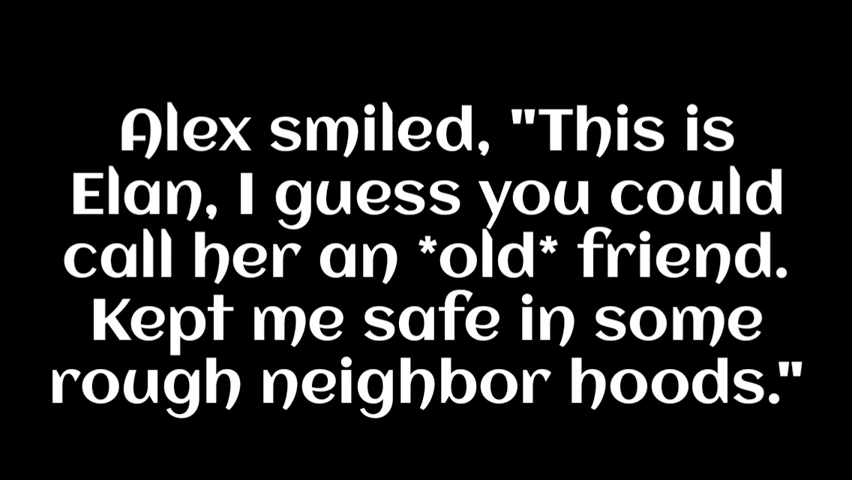 Alex smiled, "This is
Elan, I guess you could
call her an *old* friend.
Kept me safe in some
rough neighbor hoods."